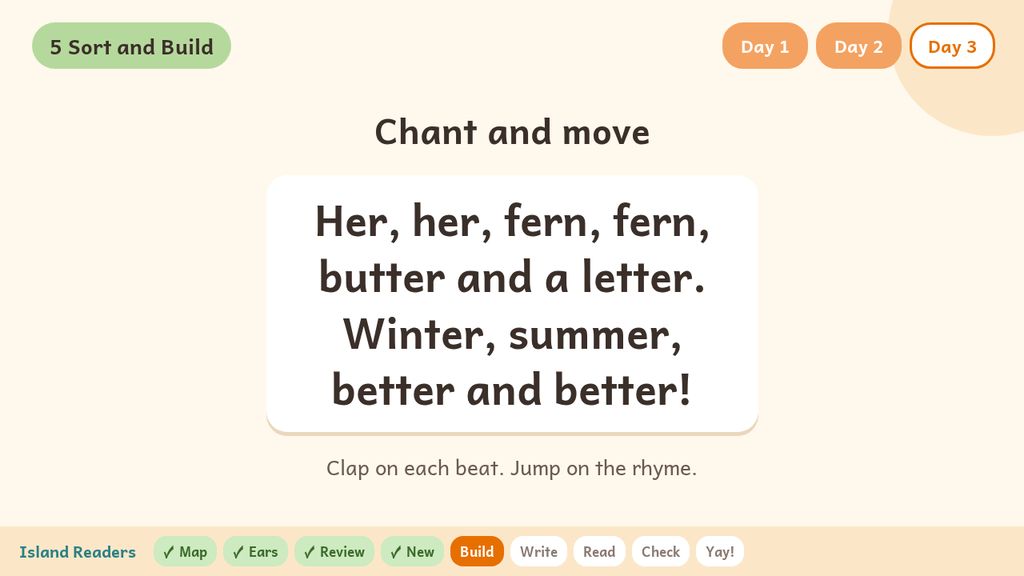 5 Sort and Build
Day 1
Day 2
Day 3
Chant and move
Her, her, fern, fern,
butter and a letter.
Winter, summer,
better and better!
Clap on each beat. Jump on the rhyme.
Island Readers
✓ Map
✓ Ears
✓ Review
✓ New
Build
Write
Read
Check
Yay!